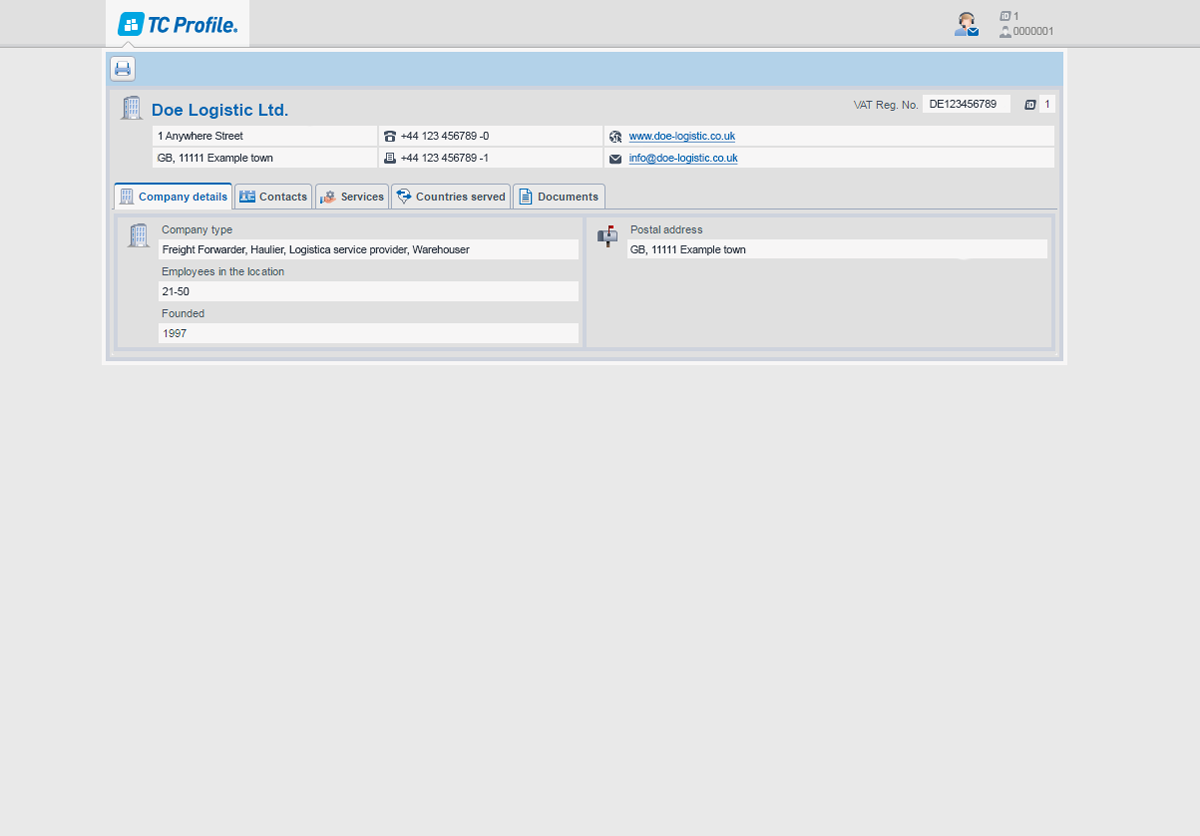 TC Profile.
1
0000001
Doe Logistic Ltd.
VAT Reg. No. DE123456789 1
1 Anywhere Street +44 123 456789 -0 www.doe-logistic.co.uk
GB, 11111 Example town +44 123 456789 -1 info@doe-logistic.co.uk
Company details Contacts Services Countries served Documents
Company type
Freight Forwarder, Haulier, Logistica service provider, Warehouser
Employees in the location
21-50
Founded
1997
Postal address
GB, 11111 Example town